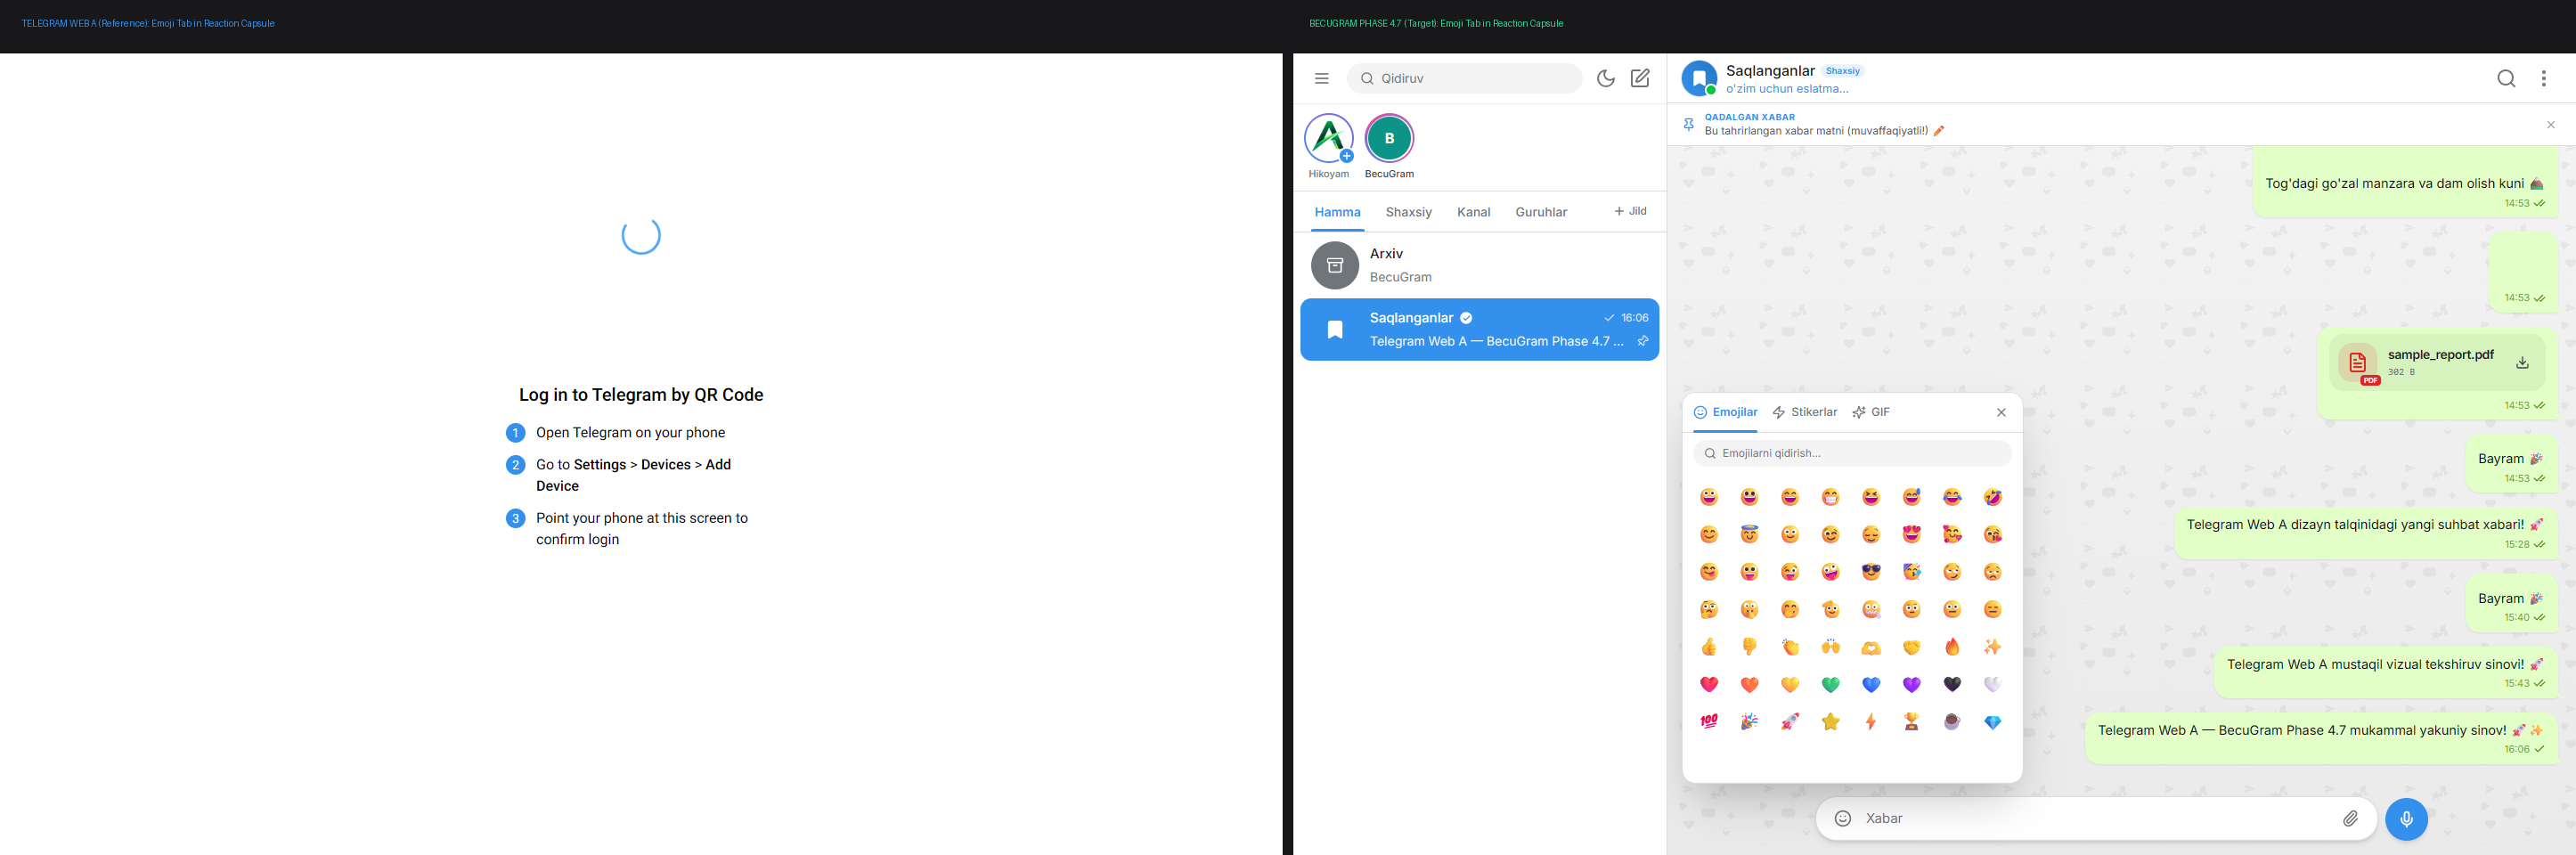 TELEGRAM WEB A (Reference): Emoji Tab in Reaction Capsule
BECUGRAM PHASE 4.7 (Target): Emoji Tab in Reaction Capsule
Log in to Telegram by QR Code
1 Open Telegram on your phone
2 Go to Settings > Devices > Add
Device
3 Point your phone at this screen to
confirm login
Qidiruv
B
Hikoyam
BecuGram
Hamma
Shaxsiy
Kanal
Guruhlar
+ Jild
Arxiv
BecuGram
Saqlanganlar
16:06
Telegram Web A — BecuGram Phase 4.7 ...
Saqlanganlar
Shaxsiy
o'zim uchun eslatma...
QADALGAN XABAR
Bu tahrirlangan xabar matni (muvaffaqiyatli!) ✏️
Tog'dagi go'zal manzara va dam olish kuni ⛰️
14:53
14:53
sample_report.pdf
302 B
PDF
14:53
Bayram 🎉
14:53
Telegram Web A dizayn talqinidagi yangi suhbat xabari! 🚀
15:28
Bayram 🎉
15:40
Telegram Web A mustaqil vizual tekshiruv sinovi! 🚀
15:43
Telegram Web A — BecuGram Phase 4.7 mukammal yakuniy sinov! 🚀✨
16:06
Emojilar
Stikerlar
GIF
Emojilarni qidirish...
💯
Xabar